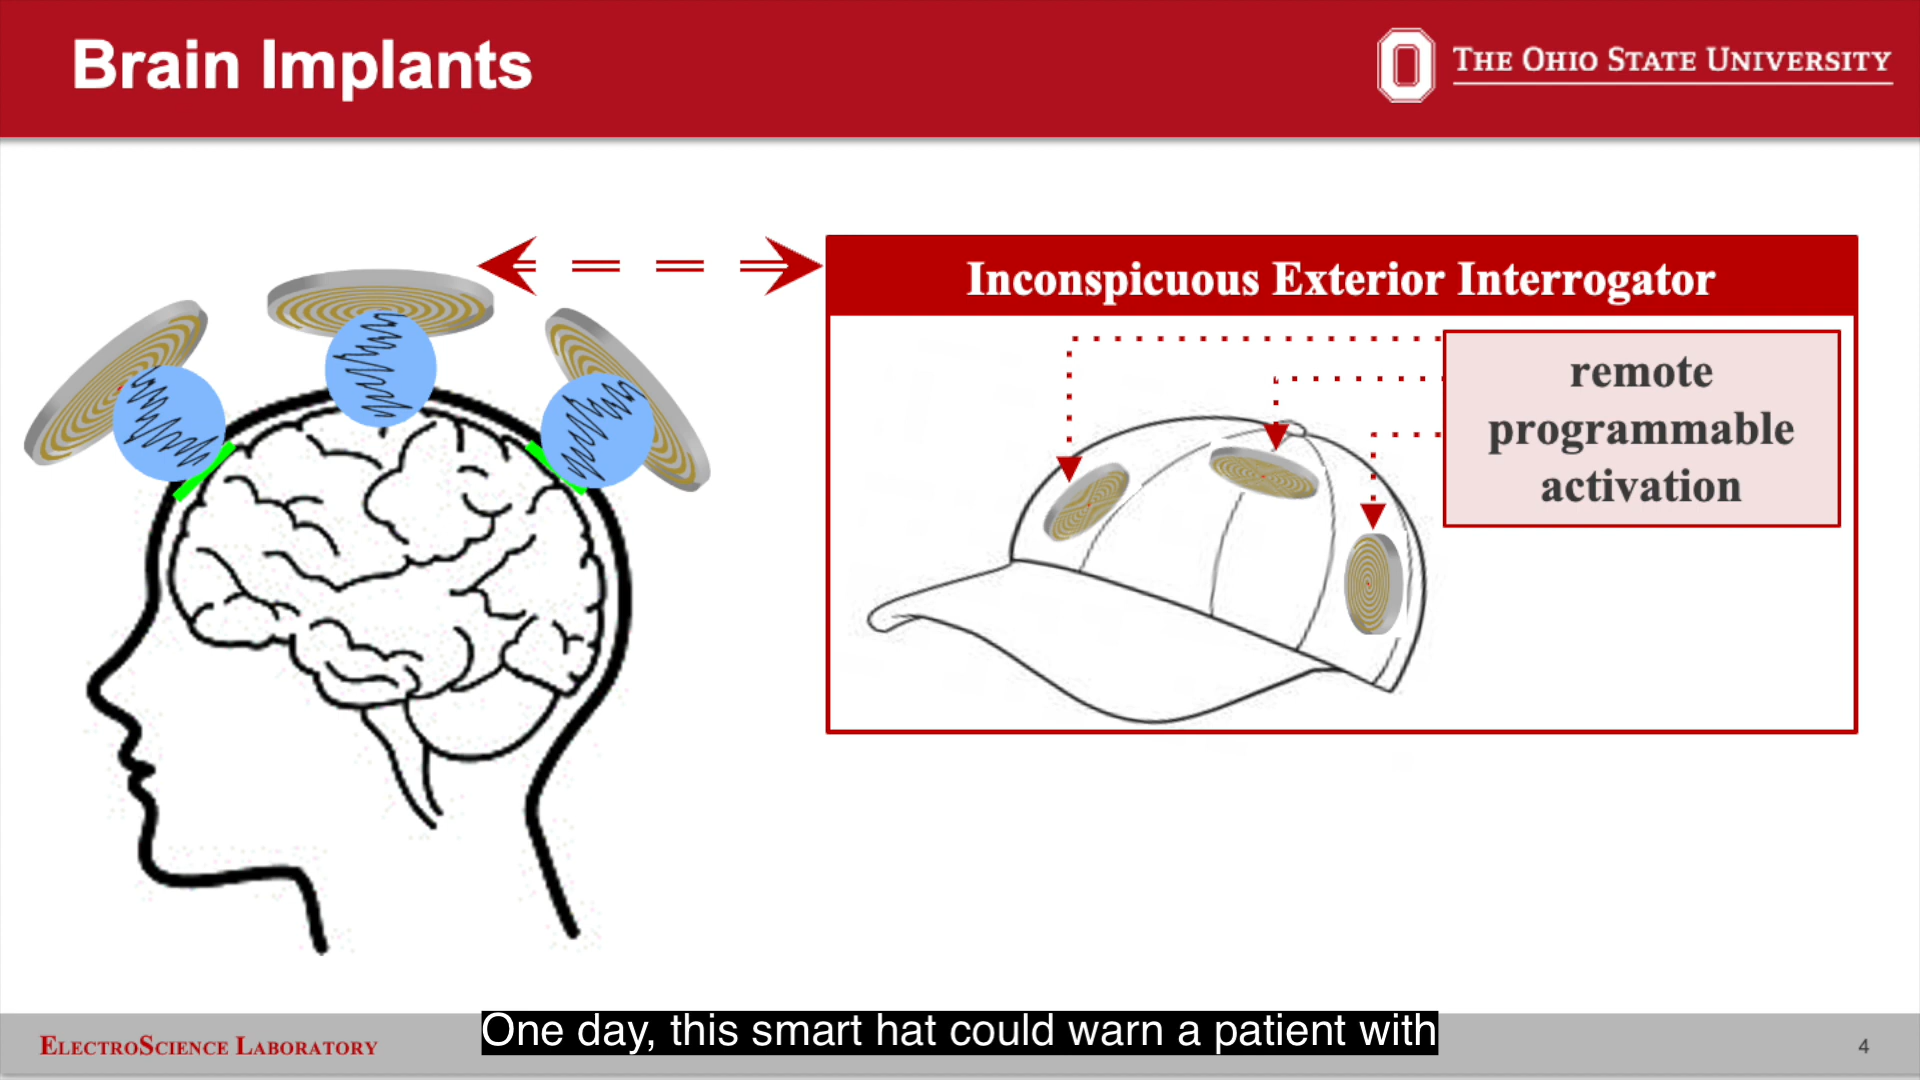 Brain Implants
THE OHIO STATE UNIVERSITY
Inconspicuous Exterior Interrogator
remote
programmable
activation
One day, this smart hat could warn a patient with
ELECTROSCIENCE LABORATORY
4